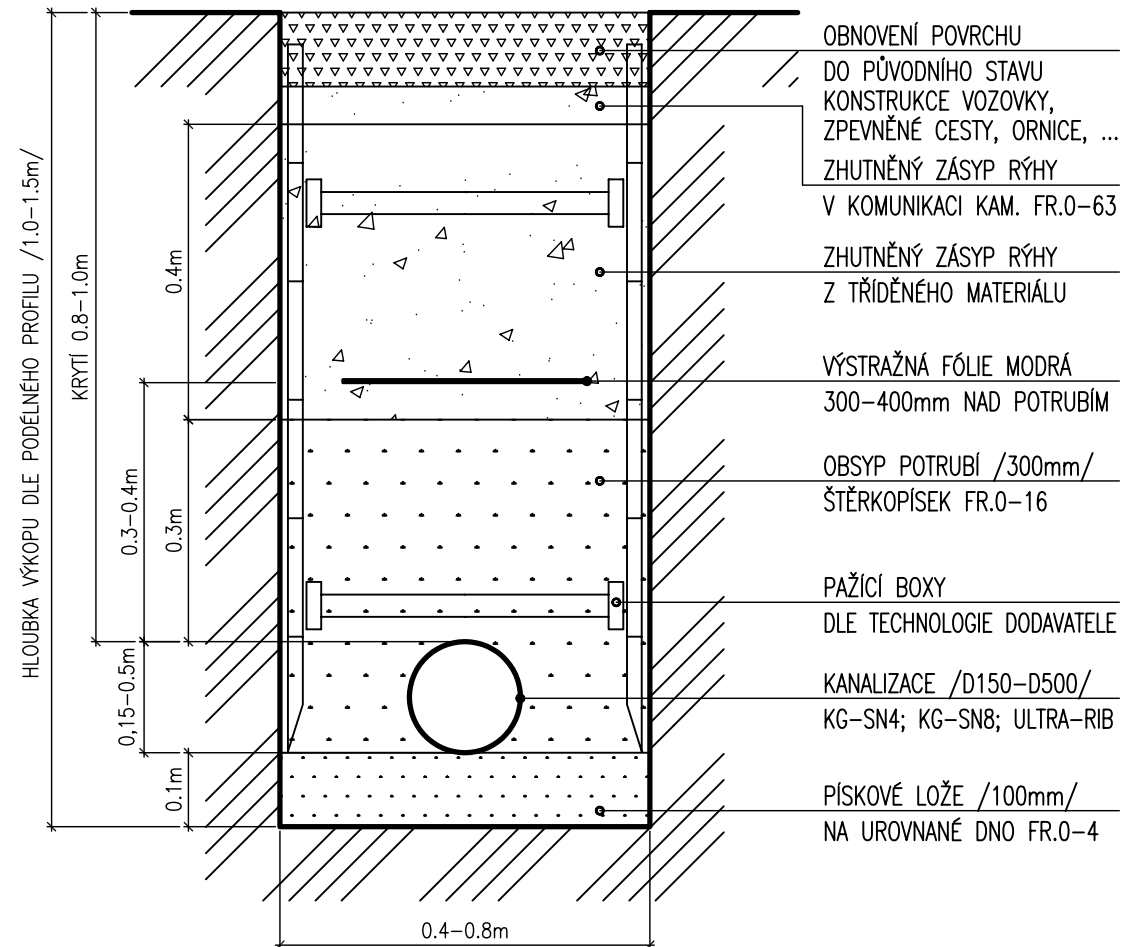 OBNOVENÍ POVRCHU
DO PŮVODNÍHO STAVU
KONSTRUKCE VOZOVKY,
ZPEVNĚNÉ CESTY, ORNICE, ...
ZHUTNĚNÝ ZÁSYP RÝHY
V KOMUNIKACI KAM. FR.0-63
ZHUTNĚNÝ ZÁSYP RÝHY
Z TŘÍDĚNÉHO MATERIÁLU
VÝSTRAŽNÁ FÓLIE MODRÁ
300-400mm NAD POTRUBÍM
OBSYP POTRUBÍ /300mm/
ŠTĚRKOPÍSEK FR.0-16
PAŽÍCÍ BOXY
DLE TECHNOLOGIE DODAVATELE
KANALIZACE /D150-D500/
KG-SN4; KG-SN8; ULTRA-RIB
PÍSKOVÉ LOŽE /100mm/
NA UROVNANÉ DNO FR.0-4
HLOUBKA VÝKOPU DLE PODÉLNÉHO PROFILU /1.0-1.5m/
KRYTÍ 0.8-1.0m
0.4m
0.3-0.4m
0.3m
0,15-0.5m
0.1m
0.4-0.8m